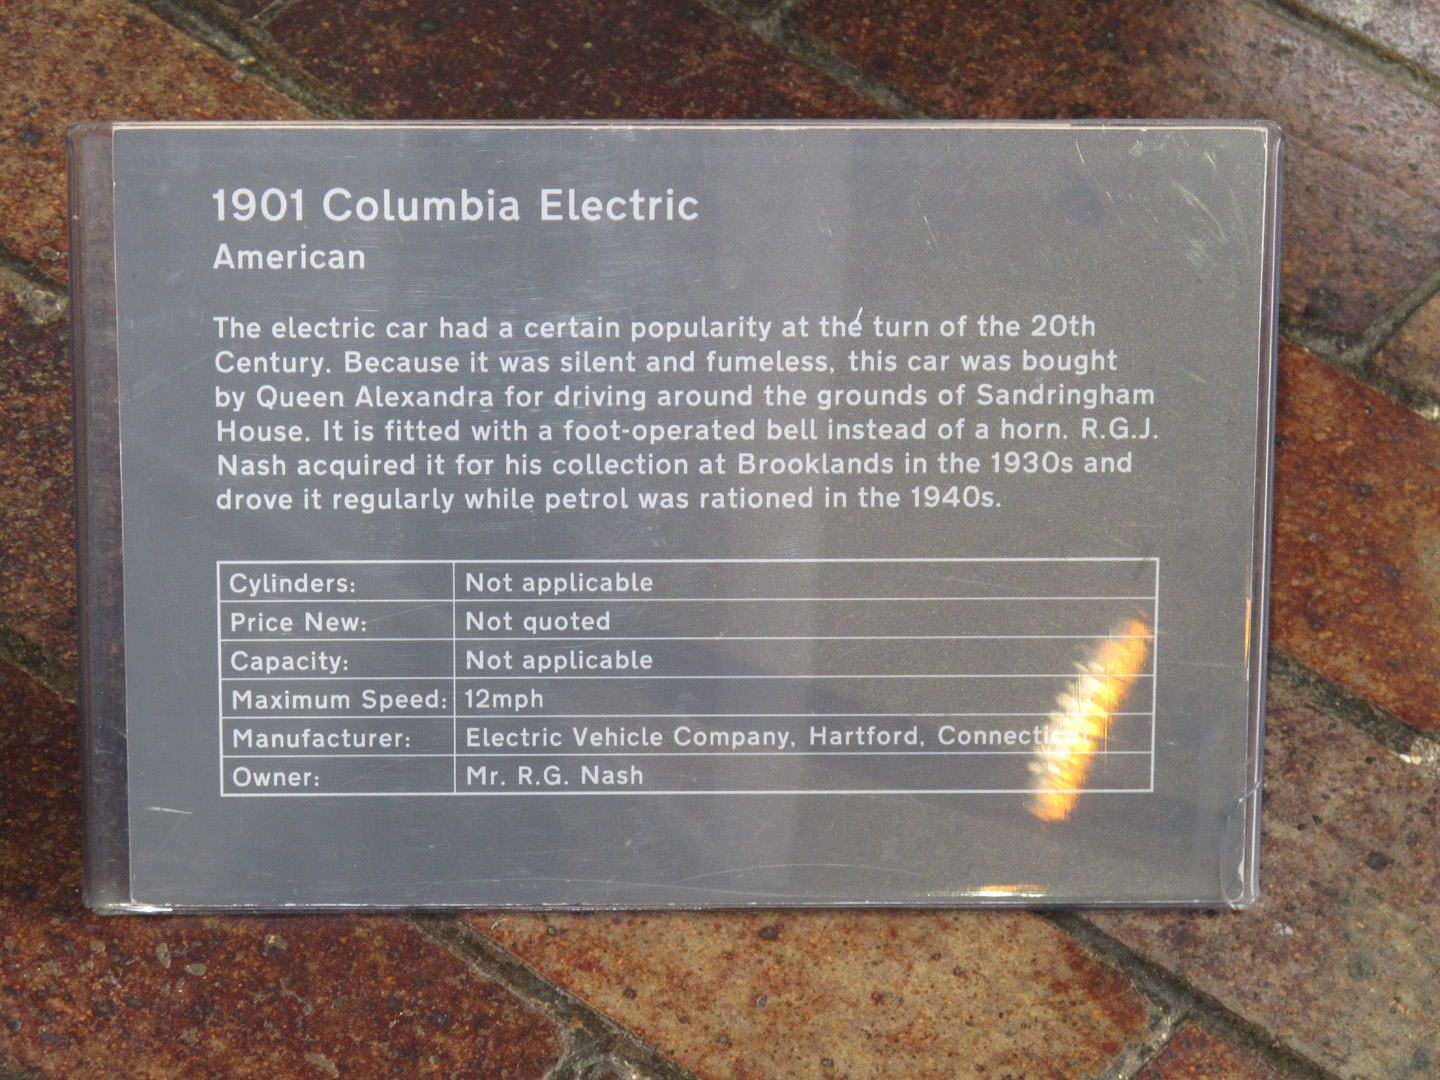 1901 Columbia Electric
American
The electric car had a certain popularity at the turn of the 20th
Century. Because it was silent and fumeless, this car was bought
by Queen Alexandra for driving around the grounds of Sandringham
House. It is fitted with a foot-operated bell instead of a horn. R.G.J.
Nash acquired it for his collection at Brooklands in the 1930s and
drove it regularly while petrol was rationed in the 1940s.
Cylinders: Not applicable
Price New: Not quoted
Capacity: Not applicable
Maximum Speed: 12mph
Manufacturer: Electric Vehicle Company, Hartford, Connecticut
Owner: Mr. R.G. Nash